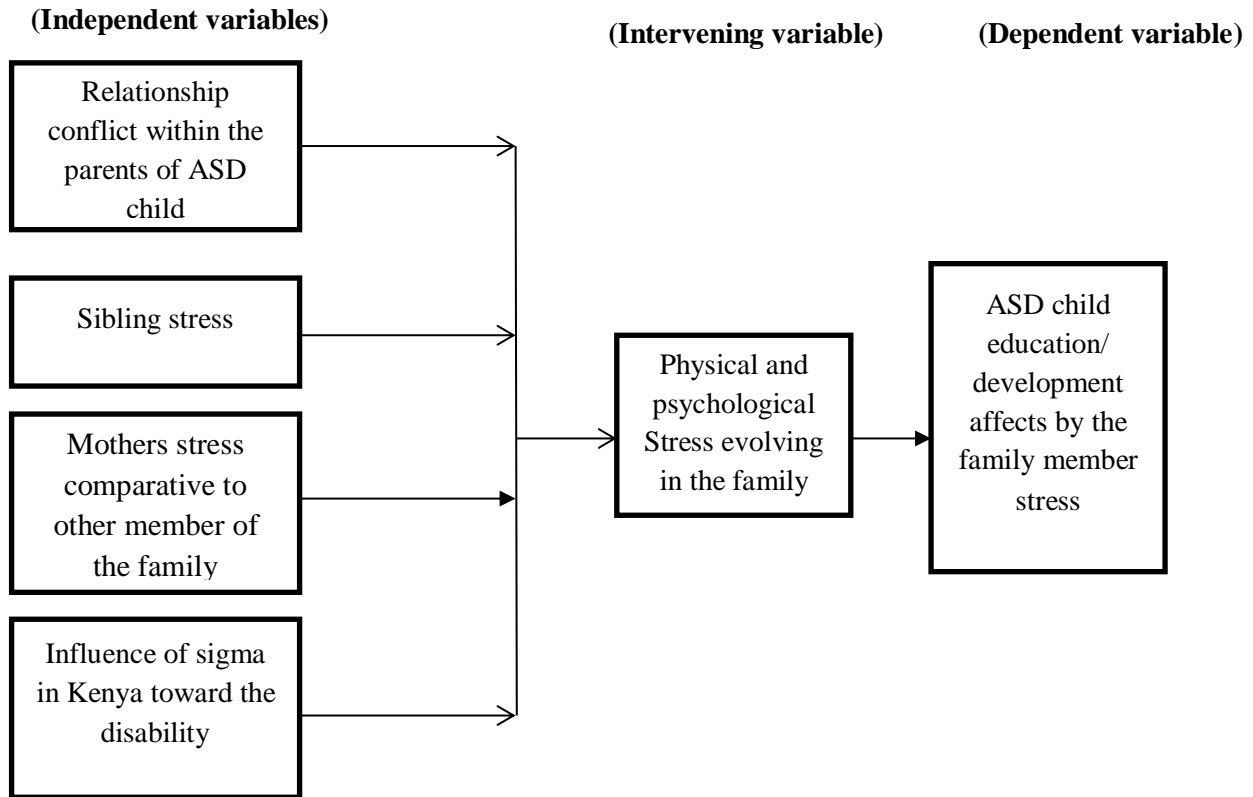 (Independent variables)
(Intervening variable)
(Dependent variable)
Relationship
conflict within the
parents of ASD
child
Sibling stress
Mothers stress
comparative to
other member of
the family
Influence of sigma
in Kenya toward the
disability
Physical and
psychological
Stress evolving
in the family
ASD child
education/
development
affects by the
family member
stress